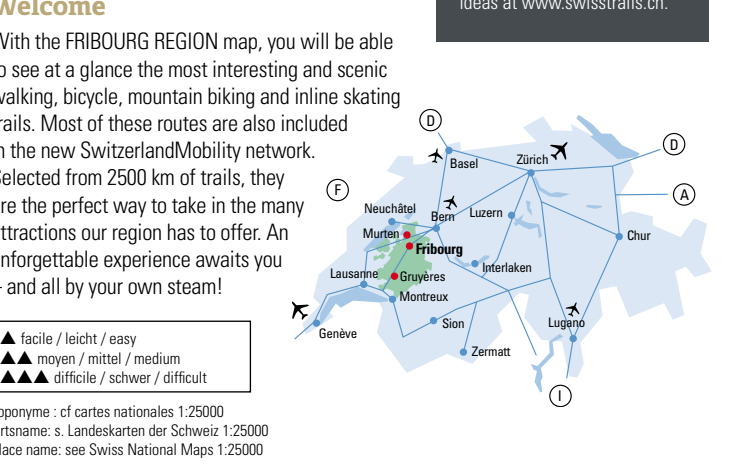 Welcome
ideas at www.swisstrails.ch.
With the FRIBOURG REGION map, you will be able
to see at a glance the most interesting and scenic
walking, bicycle, mountain biking and inline skating
trails. Most of these routes are also included
in the new SwitzerlandMobility network.
Selected from 2500 km of trails, they
are the perfect way to take in the many
attractions our region has to offer. An
unforgettable experience awaits you
– and all by your own steam!
▲ facile / leicht / easy
▲▲ moyen / mittel / medium
▲▲▲ difficile / schwer / difficult
oponyme : cf cartes nationales 1:25000
rtsname: s. Landeskarten der Schweiz 1:25000
lace name: see Swiss National Maps 1:25000
D
D
Basel
Zürich
F
A
Neuchâtel
Bern
Luzern
Murten
Fribourg
Chur
Interlaken
Lausanne
Gruyères
Montreux
Genève
Sion
Lugano
Zermatt
I